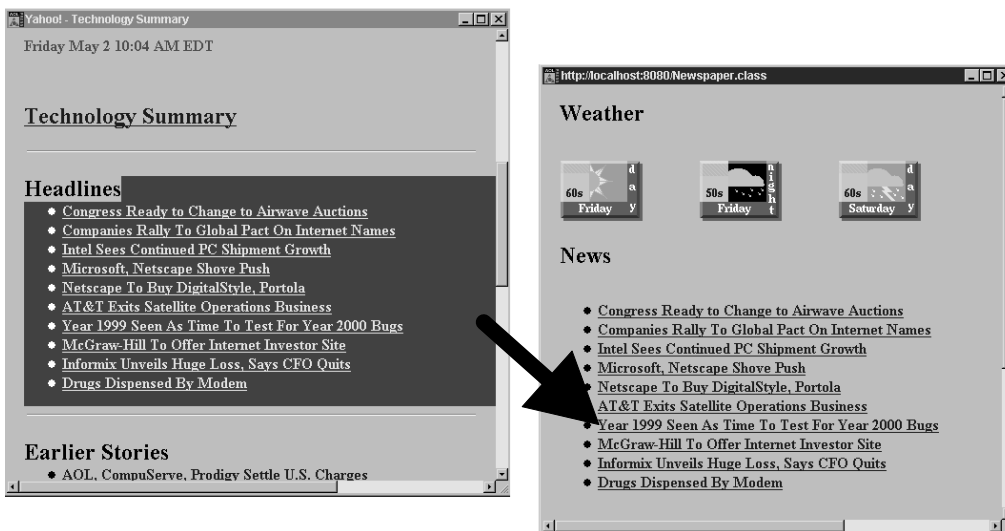 Yahoo! - Technology Summary
Friday May 2 10:04 AM EDT
Technology Summary
Headlines
Congress Ready to Change to Airwave Auctions
Companies Rally To Global Pact On Internet Names
Intel Sees Continued PC Shipment Growth
Microsoft, Netscape Shove Push
Netscape To Buy DigitalStyle, Portola
AT&T Exits Satellite Operations Business
Year 1999 Seen As Time To Test For Year 2000 Bugs
McGraw-Hill To Offer Internet Investor Site
Informix Unveils Huge Loss, Says CFO Quits
Drugs Dispensed By Modem
Earlier Stories
AOL, CompuServe, Prodigy Settle U.S. Charges
http://localhost:8080/Newspaper.class
Weather
60s day
Friday
50s night
Friday
60s day
Saturday
News
Congress Ready to Change to Airwave Auctions
Companies Rally To Global Pact On Internet Names
Intel Sees Continued PC Shipment Growth
Microsoft, Netscape Shove Push
Netscape To Buy DigitalStyle, Portola
AT&T Exits Satellite Operations Business
Year 1999 Seen As Time To Test For Year 2000 Bugs
McGraw-Hill To Offer Internet Investor Site
Informix Unveils Huge Loss, Says CFO Quits
Drugs Dispensed By Modem